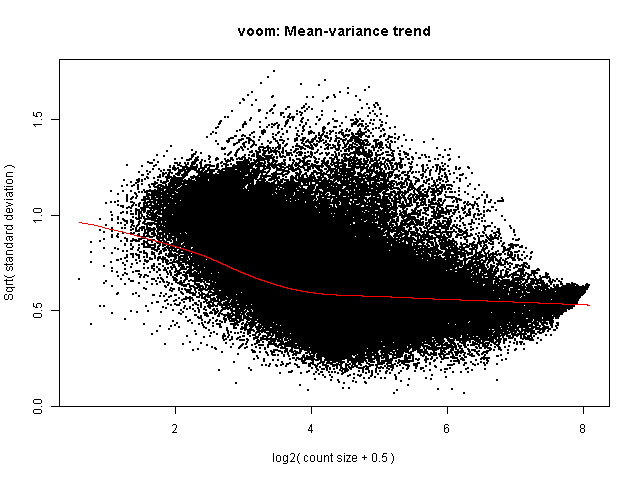 voom: Mean-variance trend
Sqrt( standard deviation )
1.5
1.0
0.5
0.0
2 4 6 8
log2( count size + 0.5 )